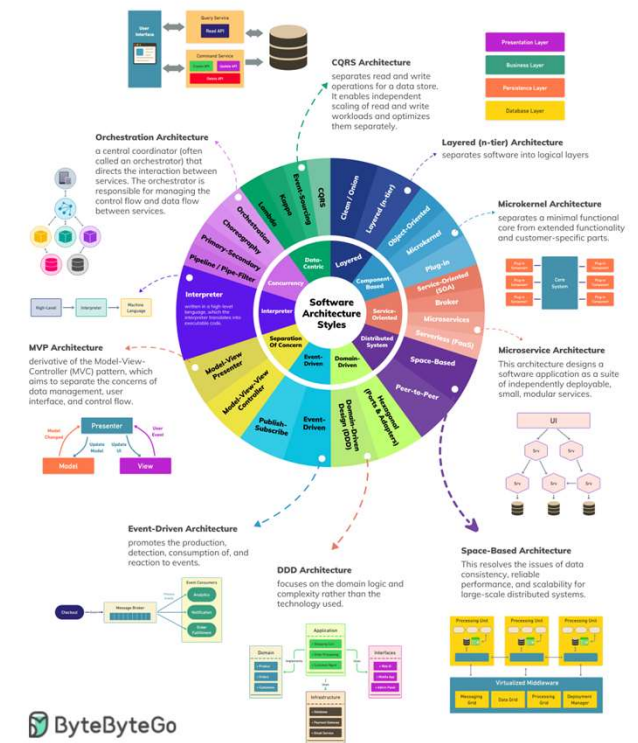 User
Interface
Query Service
Read API
Command Service
Create API
Update API
Delete API
Presentation Layer
Business Layer
Persistence Layer
Database Layer
CQRS Architecture
separates read and write
operations for a data store.
It enables independent
scaling of read and write
workloads and optimizes
them separately.
Layered (n-tier) Architecture
separates software into logical
layers
Orchestration Architecture
a central coordinator (often
called an orchestrator) that
directs the interaction between
services. The orchestrator is
responsible for managing the
control flow and data flow
between services.
Microkernel Architecture
separates a minimal functional
core from extended functionality
and customer-specific parts.
Core
System
High-Level
Interpreter
Machine
Language
Software
Architecture
Styles
Data-
Centric
Layered
Component-
Based
Service-
Oriented
Distributed
System
Domain-
Driven
Event-
Driven
Separation
Of Concern
Interpreter
Concurrency
Lambda
Kappa
Event-Sourcing
CQRS
Clean / Onion
Layered (n-tier)
Object-Oriented
Microkernel
Plug-in
Service-Oriented
(SOA)
Broker
Microservices
Serverless (FaaS)
Space-Based
Peer-to-Peer
Hexagonal
(Ports & Adapters)
Domain-Driven
Design (DDD)
Event-
Driven
Publish-
Subscribe
Model-View-
Controller
Model-View
Presenter
Interpreter
written in a high level
language, which the
interpreter translates into
executable code.
Pipeline / Pipe-Filter
Primary-Secondary
Choreography
Orchestration
MVP Architecture
derivative of the Model-View-
Controller (MVC) pattern, which
aims to separate the concerns of
data management, user
interface, and control flow.
Presenter
Model
Changed
Update
Model
Update
UI
User
Event
Model
View
Microservice Architecture
This architecture designs a
software application as a suite
of independently deployable,
small, modular services.
UI
Srv
Srv
Srv
Srv
Srv
Srv
Event-Driven Architecture
promotes the production,
detection, consumption of, and
reaction to events.
Checkout
Message Broker
Event Consumers
Analytics
Notification
Order
Fulfillment
DDD Architecture
focuses on the domain logic and
complexity rather than the
technology used.
Application
Domain
Interfaces
Infrastructure
Space-Based Architecture
This resolves the issues of data
consistency, reliable
performance, and scalability for
large-scale distributed systems.
Processing Unit
Processing Unit
Processing Unit
Virtualized Middleware
Messaging
Grid
Data Grid
Processing
Grid
Deployment
Manager
ByteByteGo